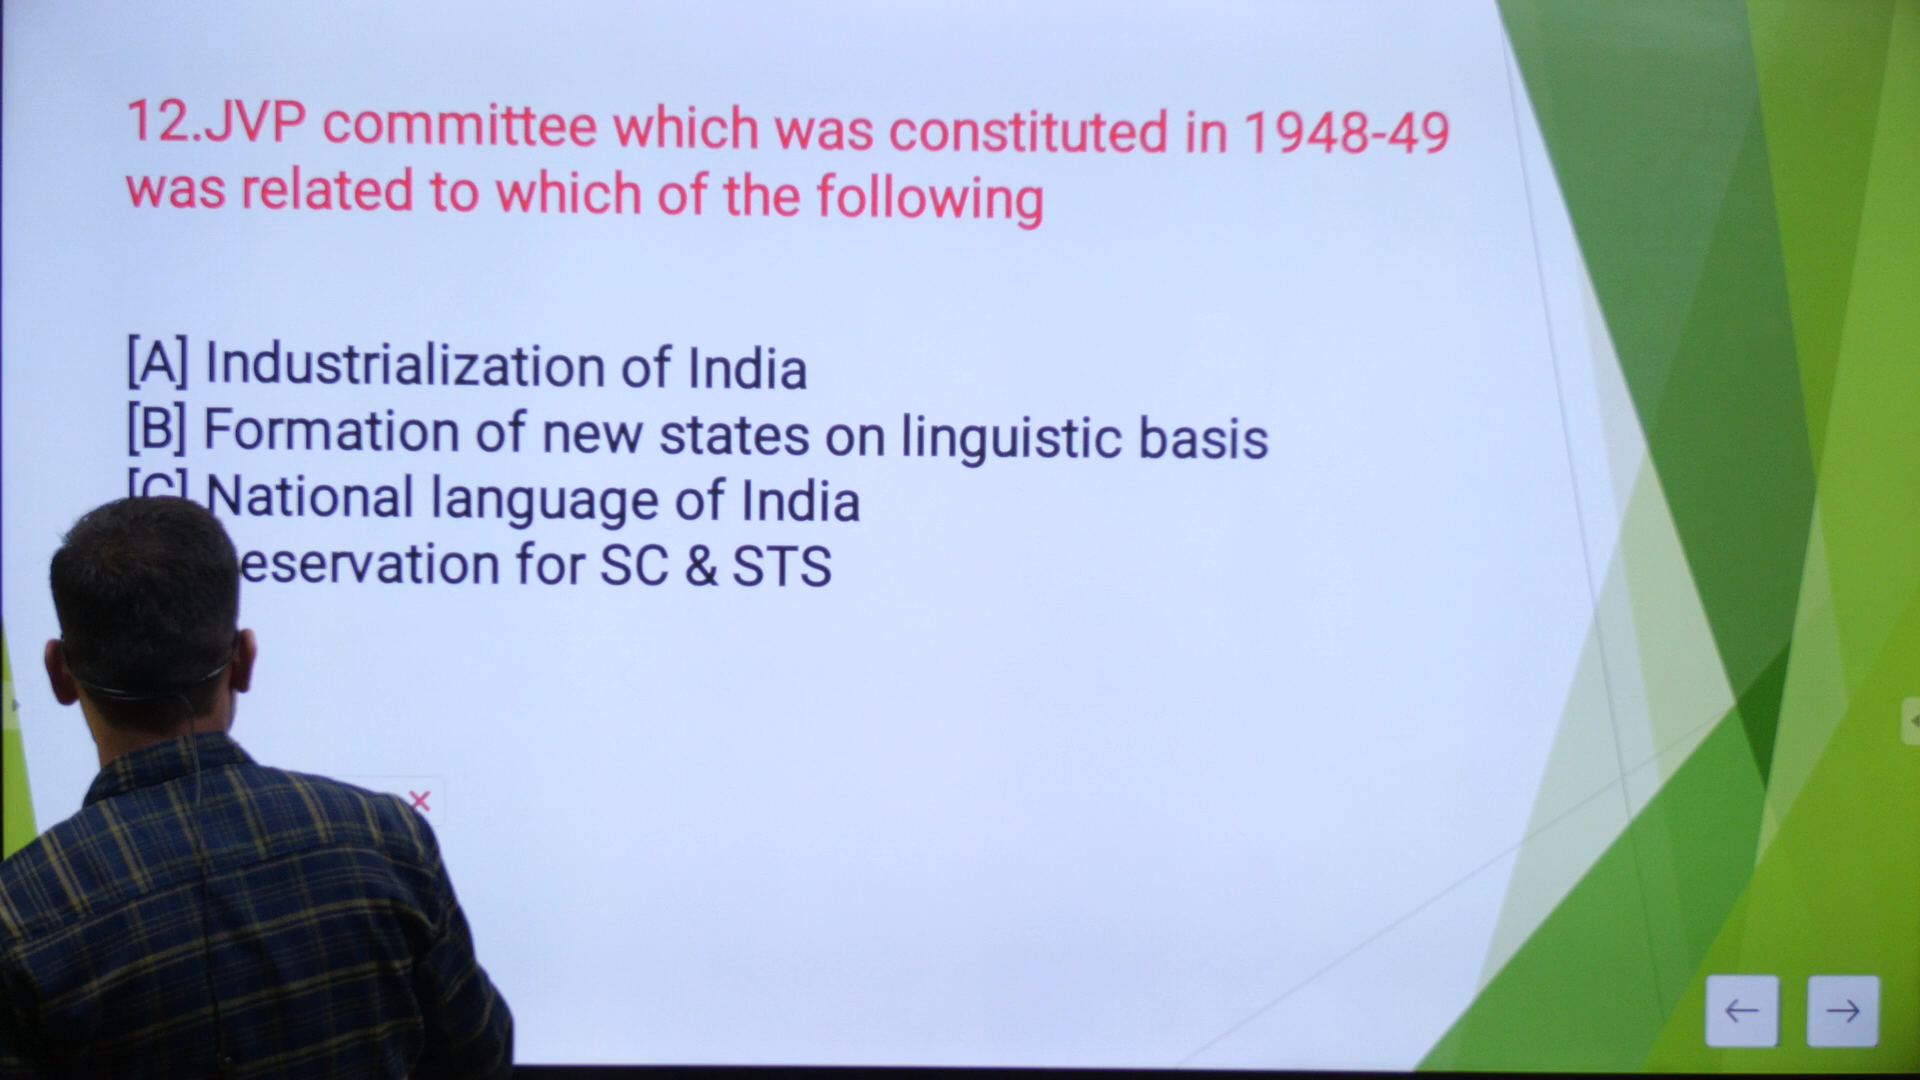 12.JVP committee which was constituted in 1948-49
was related to which of the following
[A] Industrialization of India
[B] Formation of new states on linguistic basis
[C] National language of India
eservation for SC & STS